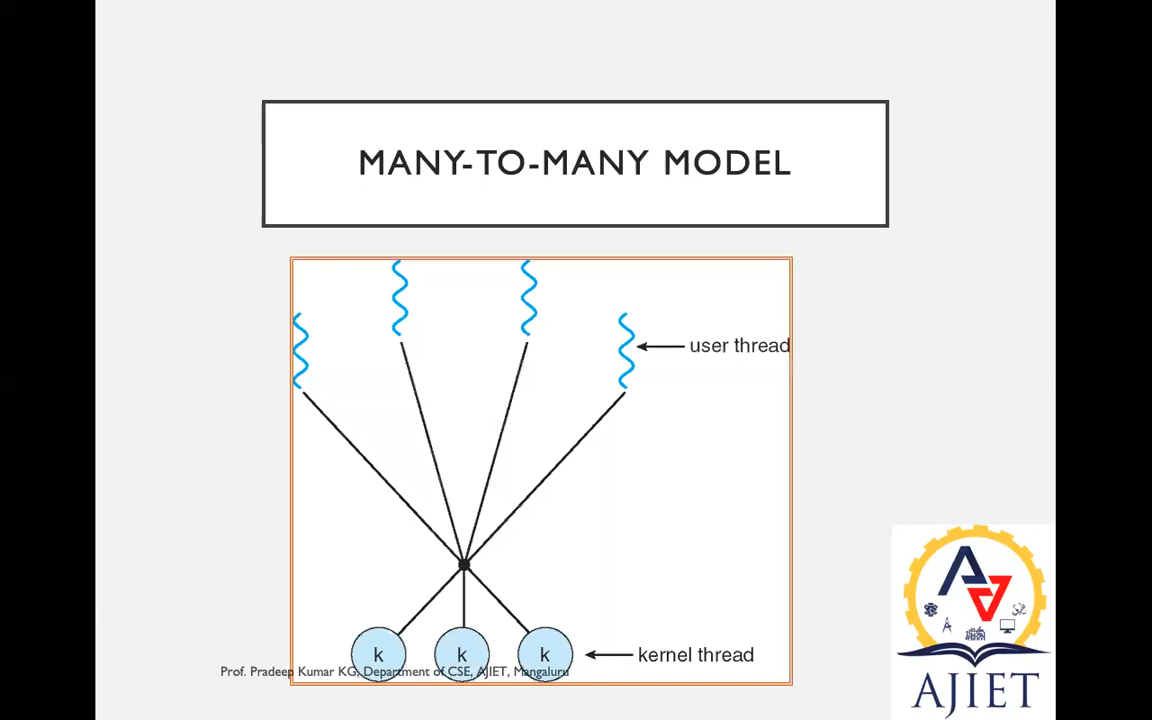 MANY-TO-MANY MODEL
user thread
k k k
kernel thread
Prof. Pradeep Kumar KG, Department of CSE, AJIET, Mangaluru
AJIET